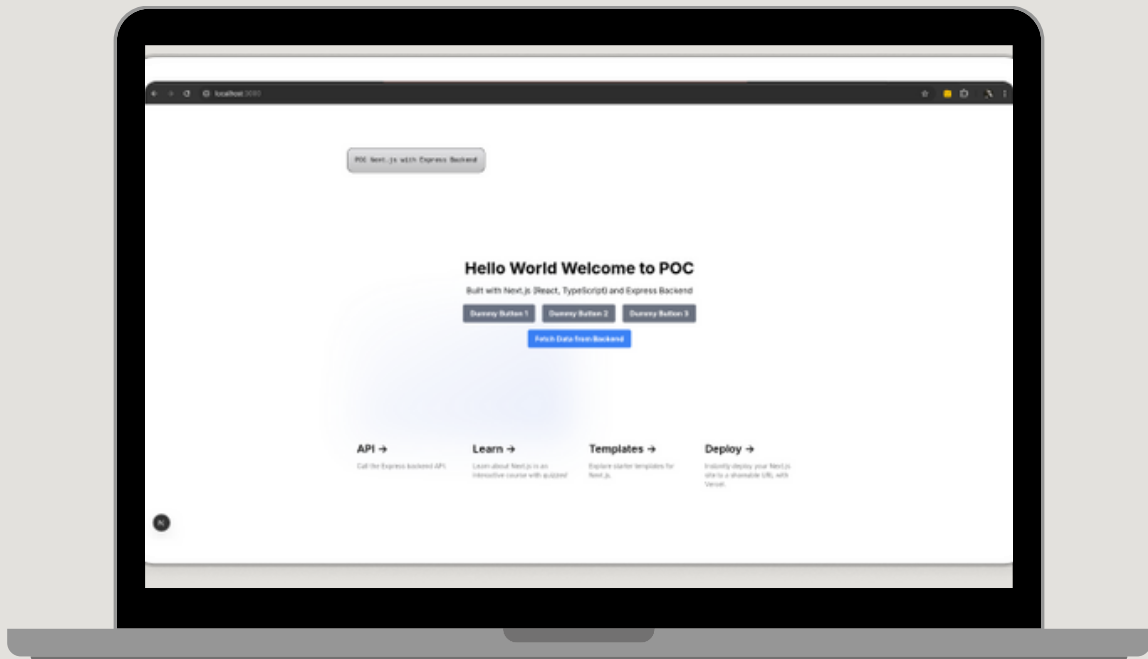 localhost:3000
POC Next.js with Express Backend
Hello World Welcome to POC
Built with Next.js (React, TypeScript) and Express Backend
Dummy Button 1 Dummy Button 2 Dummy Button 3
Fetch Data from Backend
API → Learn → Templates → Deploy →
Call the Express backend API.
Learn about Next.js in an
interactive course with quizzes!
Explore starter templates for
Next.js.
Instantly deploy your Next.js
site to a shareable URL with
Vercel.
N